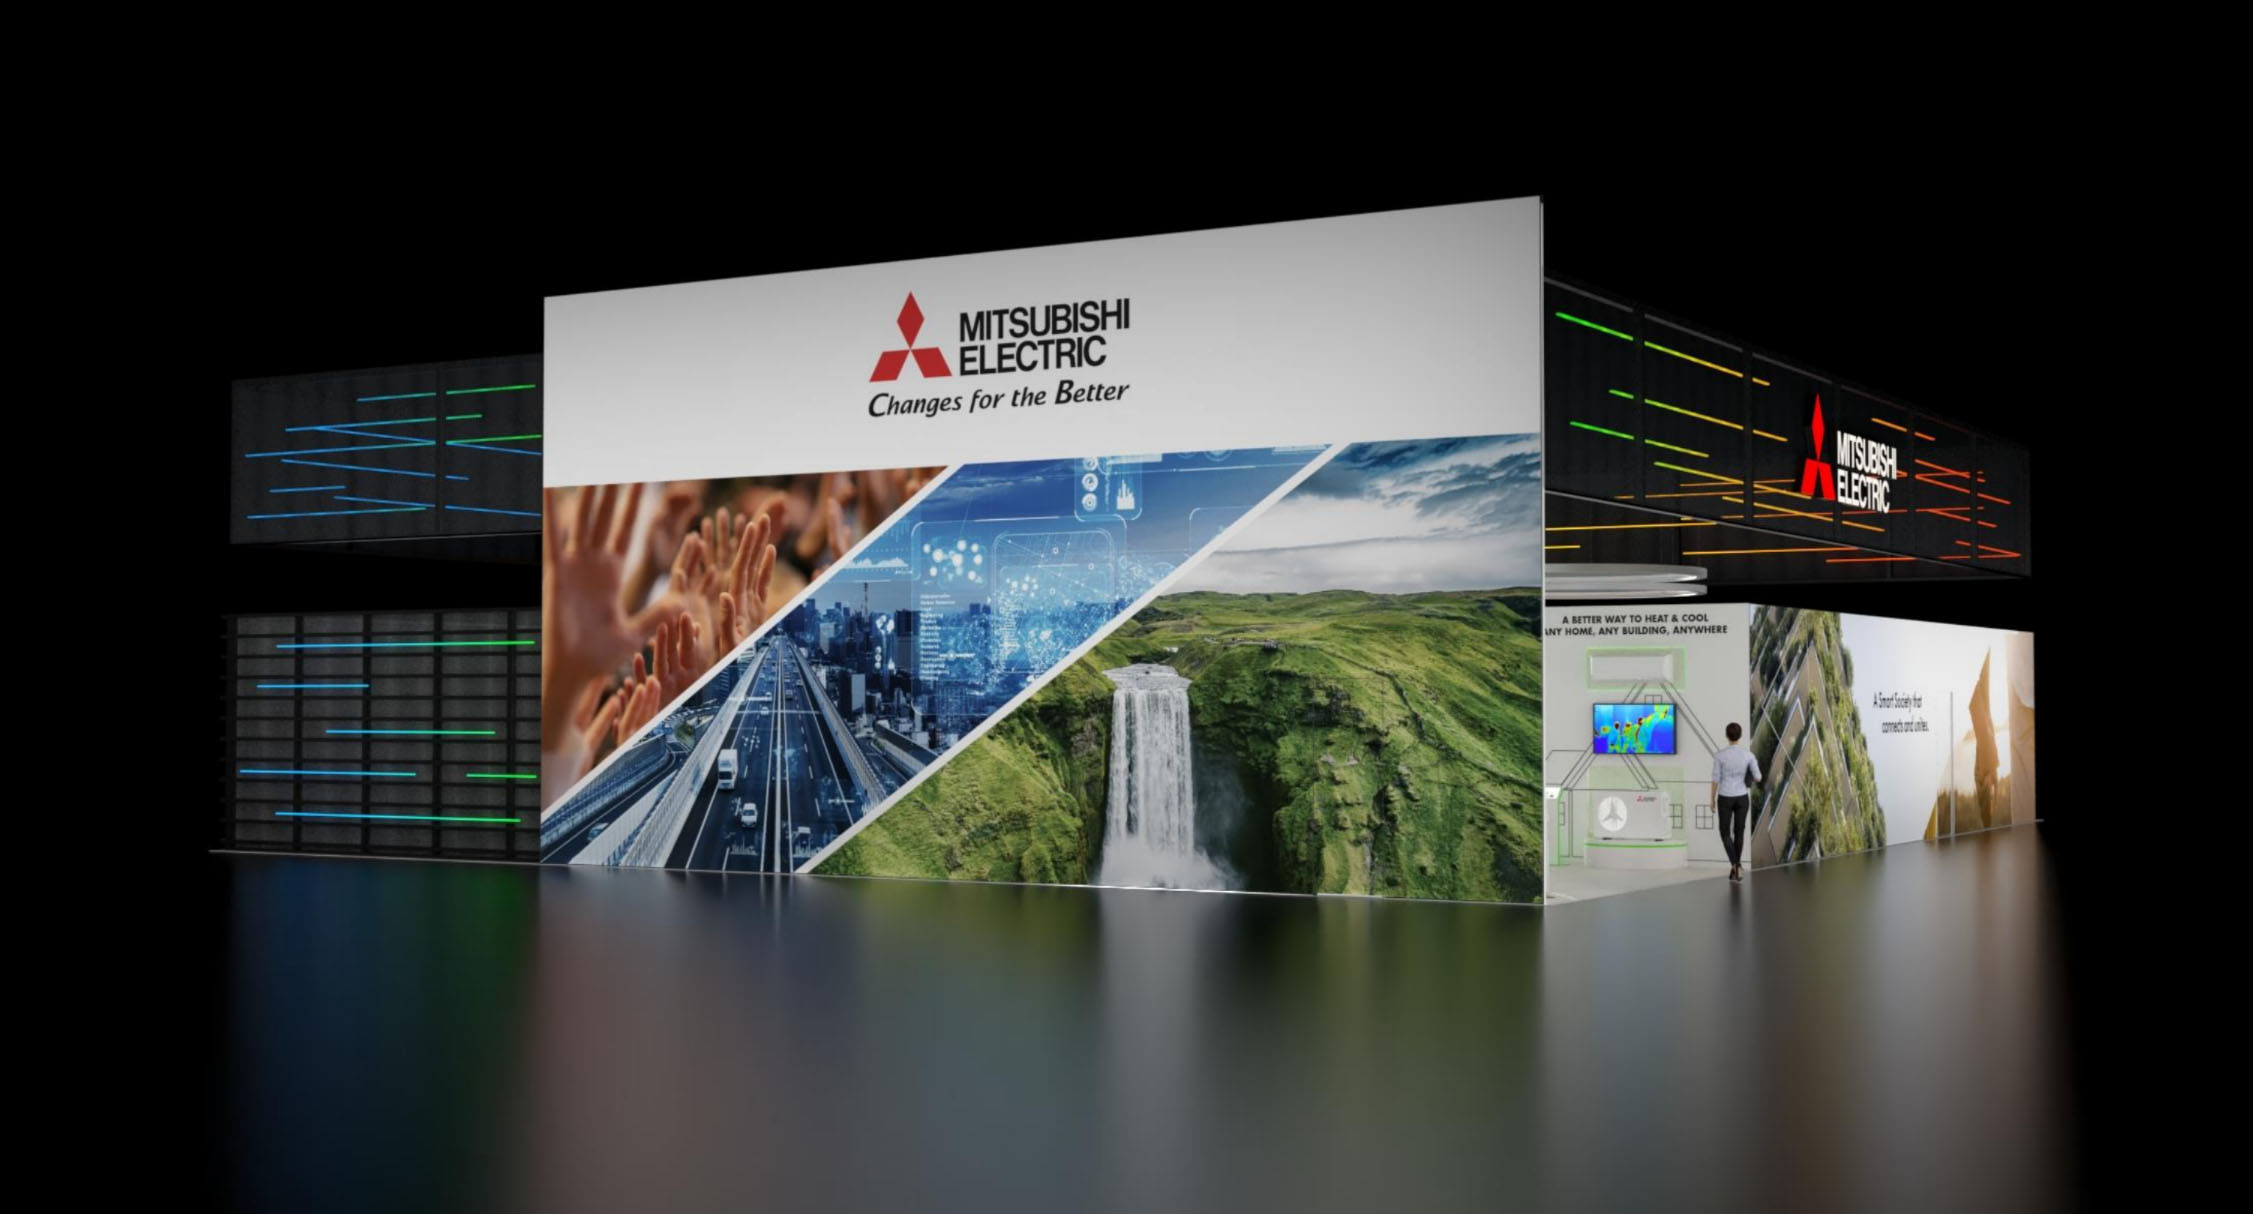 MITSUBISHI
ELECTRIC
Changes for the Better
MITSUBISHI
ELECTRIC
A BETTER WAY TO HEAT & COOL
ANY HOME, ANY BUILDING, ANYWHERE
A Smart Society that
connects and unites.